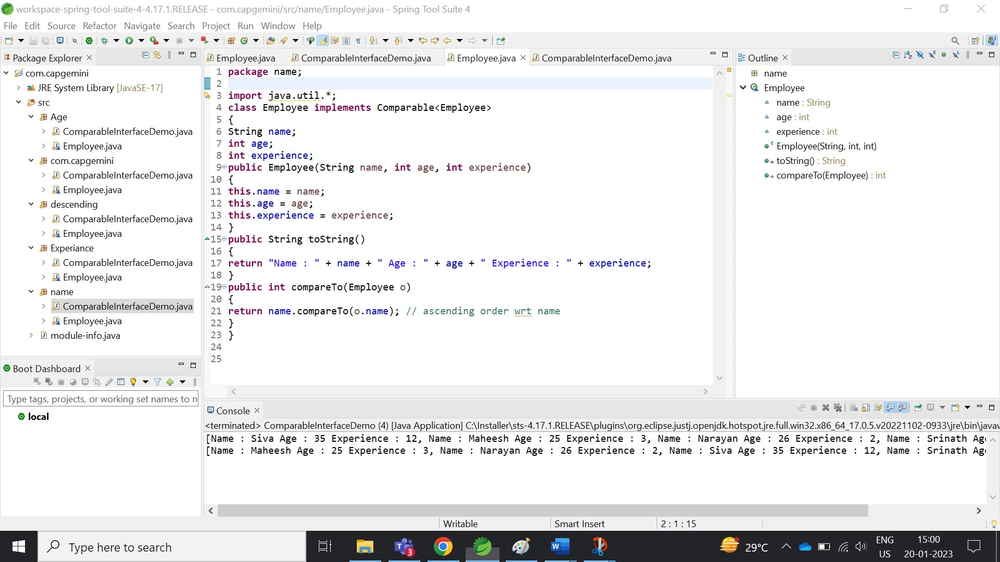 workspace-spring-tool-suite-4-4.17.1.RELEASE - com.capgemini/src/name/Employee.java - Spring Tool Suite 4
File Edit Source Refactor Navigate Search Project Run Window Help
Package Explorer
com.capgemini
JRE System Library [JavaSE-17]
src
Age
ComparableInterfaceDemo.java
Employee.java
com.capgemini
ComparableInterfaceDemo.java
Employee.java
descending
ComparableInterfaceDemo.java
Employee.java
Experiance
ComparableInterfaceDemo.java
Employee.java
name
ComparableInterfaceDemo.java
Employee.java
module-info.java
Boot Dashboard
Type tags, projects, or working set names to n
local
Employee.java ComparableInterfaceDemo.java Employee.java ComparableInterfaceDemo.java
1 package name;
2
3 import java.util.*;
4 class Employee implements Comparable<Employee>
5 {
6 String name;
7 int age;
8 int experience;
9 public Employee(String name, int age, int experience)
10 {
11 this.name = name;
12 this.age = age;
13 this.experience = experience;
14 }
15 public String toString()
16 {
17 return "Name : " + name + " Age : " + age + " Experience : " + experience;
18 }
19 public int compareTo(Employee o)
20 {
21 return name.compareTo(o.name); // ascending order wrt name
22 }
23 }
24
25
Outline
name
Employee
name : String
age : int
experience : int
Employee(String, int, int)
toString() : String
compareTo(Employee) : int
Console
<terminated> ComparableInterfaceDemo (4) [Java Application] C:\Installer\sts-4.17.1.RELEASE\plugins\org.eclipse.justj.openjdk.hotspot.jre.full.win32.x86_64_17.0.5.v20221102-0933\jre\bin\javaw
[Name : Siva Age : 35 Experience : 12, Name : Maheesh Age : 25 Experience : 3, Name : Narayan Age : 26 Experience : 2, Name : Srinath Age
[Name : Maheesh Age : 25 Experience : 3, Name : Narayan Age : 26 Experience : 2, Name : Siva Age : 35 Experience : 12, Name : Srinath Age
Writable Smart Insert 2 : 1 : 15
Type here to search
3
29°C
ENG
US
15:00
20-01-2023